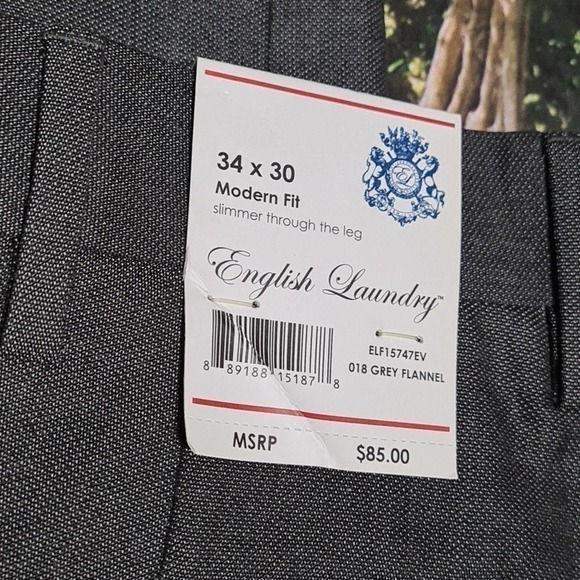 34 x 30
Modern Fit
slimmer through the leg
English Laundry™
ELF15747EV
018 GREY FLANNEL
8 89188 15187 8
MSRP $85.00